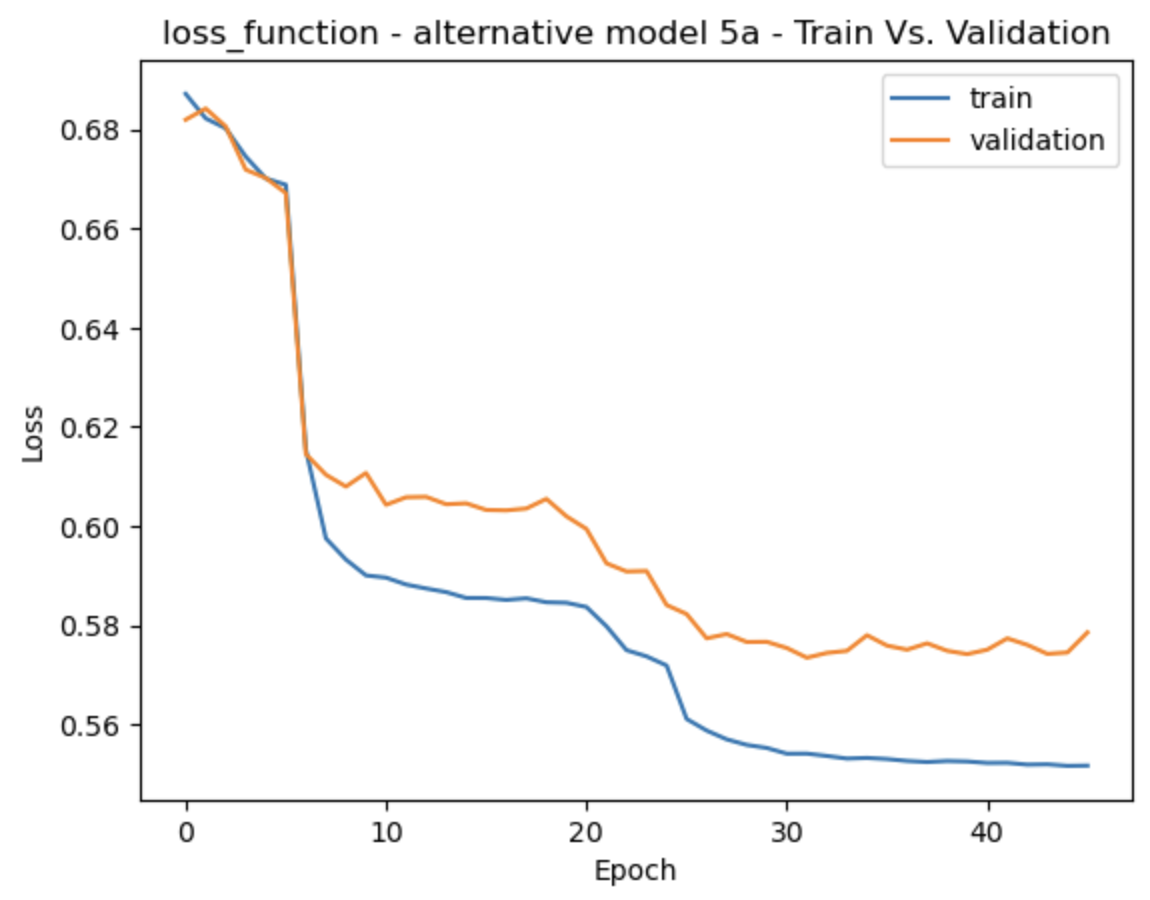 loss_function - alternative model 5a - Train Vs. Validation
train
validation
Loss
0.68
0.66
0.64
0.62
0.60
0.58
0.56
0
10
20
30
40
Epoch